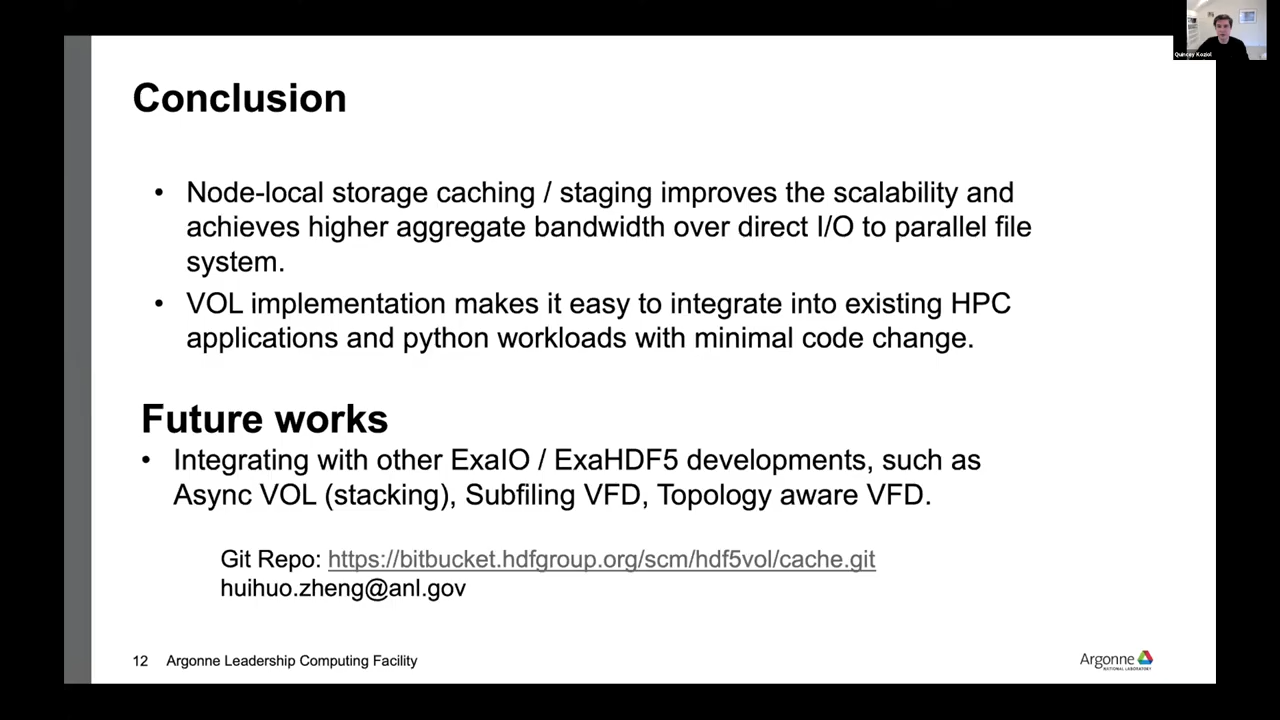 Quincey Koziol
Conclusion
• Node-local storage caching / staging improves the scalability and
achieves higher aggregate bandwidth over direct I/O to parallel file
system.
• VOL implementation makes it easy to integrate into existing HPC
applications and python workloads with minimal code change.
Future works
• Integrating with other ExaIO / ExaHDF5 developments, such as
Async VOL (stacking), Subfiling VFD, Topology aware VFD.
Git Repo: https://bitbucket.hdfgroup.org/scm/hdf5vol/cache.git
huihuo.zheng@anl.gov
12 Argonne Leadership Computing Facility
Argonne
NATIONAL LABORATORY